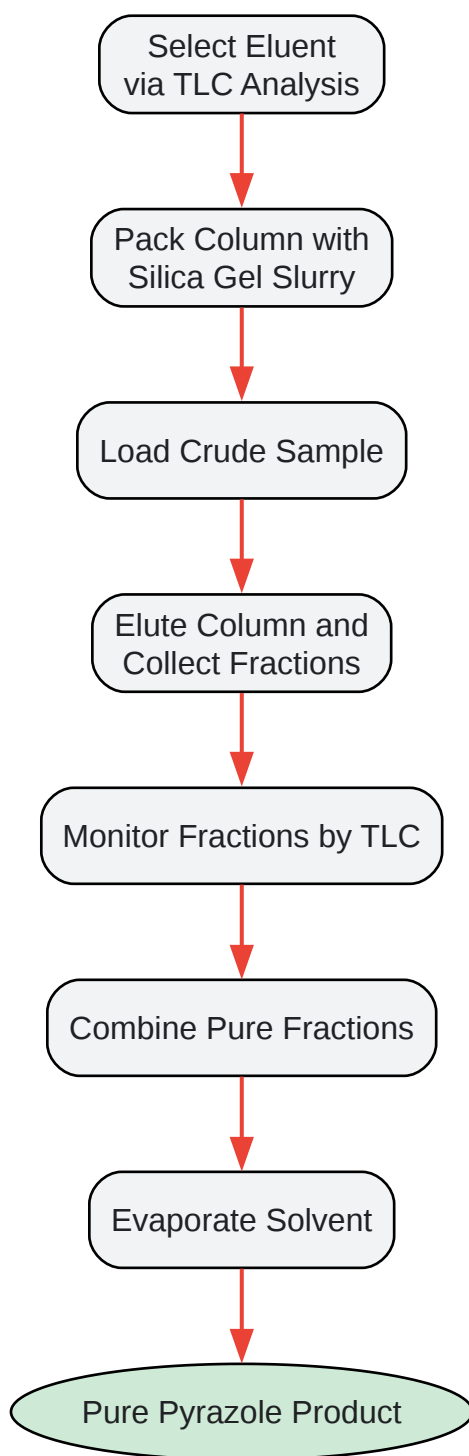 Select Eluent
via TLC Analysis
Pack Column with
Silica Gel Slurry
Load Crude Sample
Elute Column and
Collect Fractions
Monitor Fractions by TLC
Combine Pure Fractions
Evaporate Solvent
Pure Pyrazole Product